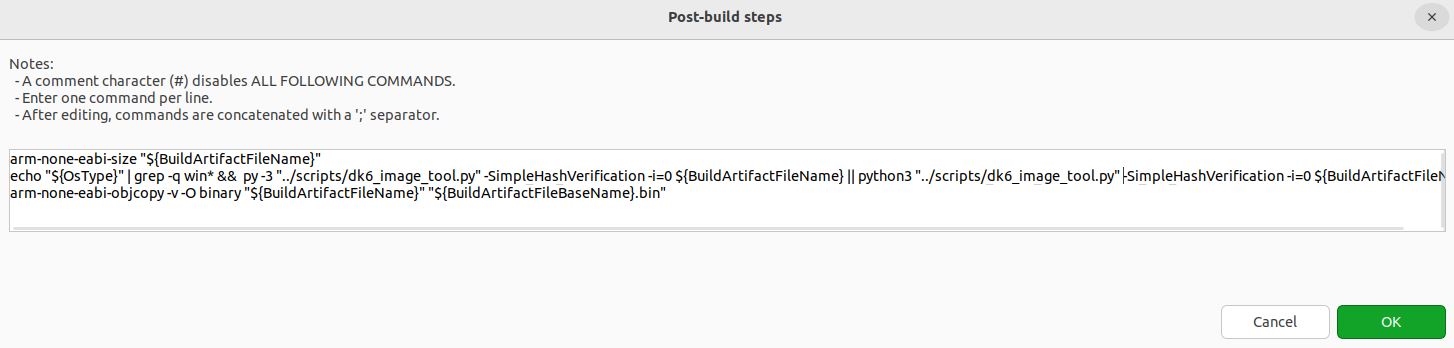 Post-build steps
Notes:
- A comment character (#) disables ALL FOLLOWING COMMANDS.
- Enter one command per line.
- After editing, commands are concatenated with a ';' separator.
arm-none-eabi-size "${BuildArtifactFileName}"
echo "${OsType}" | grep -q win* &&  py -3 "../scripts/dk6_image_tool.py" -SimpleHashVerification -i=0 ${BuildArtifactFileName} || python3 "../scripts/dk6_image_tool.py" -SimpleHashVerification -i=0 ${BuildArtifactFileN
arm-none-eabi-objcopy -v -O binary "${BuildArtifactFileName}" "${BuildArtifactFileBaseName}.bin"
Cancel
OK